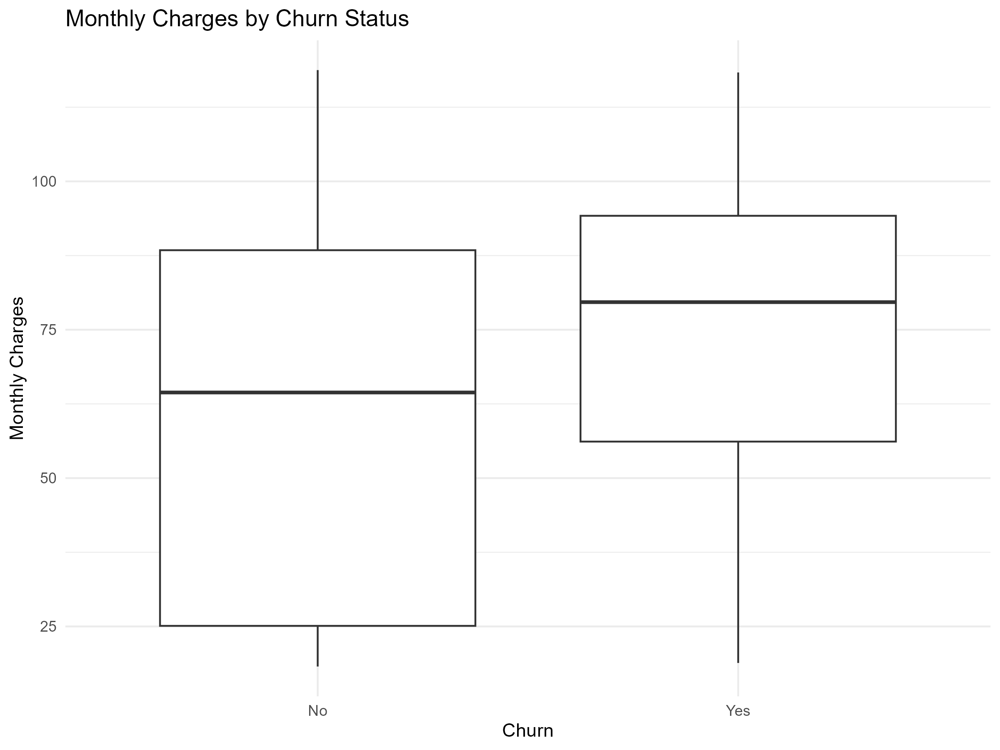 Monthly Charges by Churn Status
Monthly Charges
100
75
50
25
No
Yes
Churn